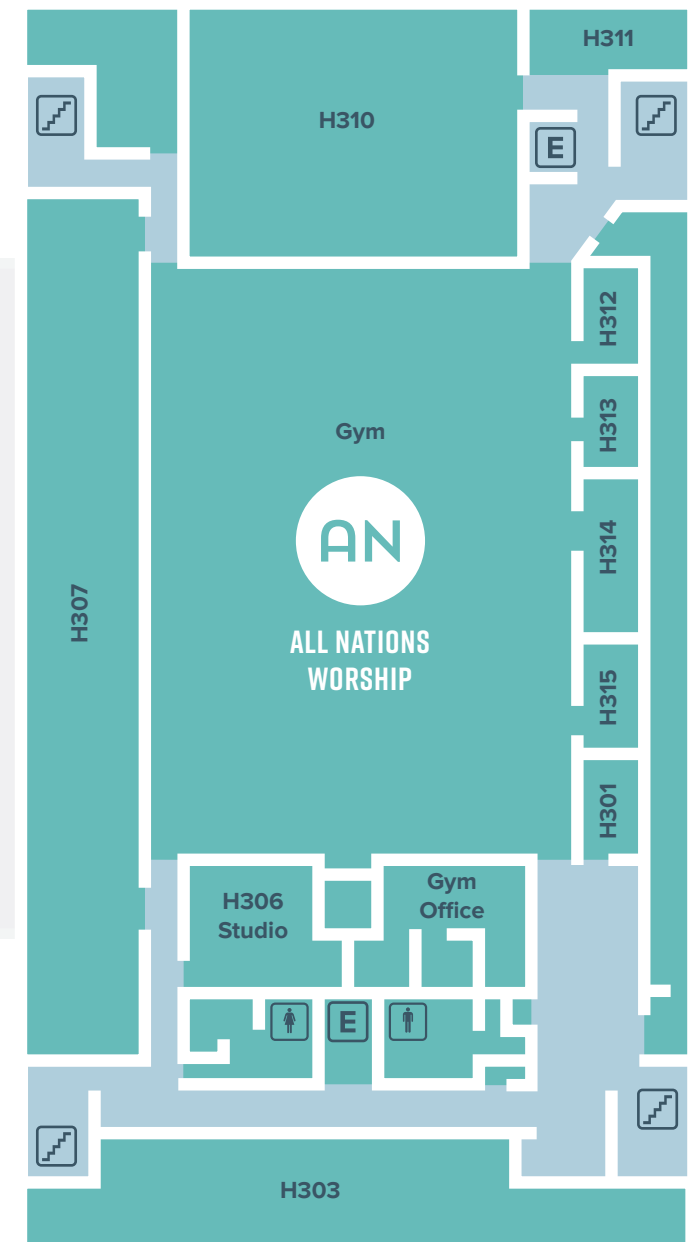 H311
H310
E
H312
H313
Gym
AN
H314
H307
ALL NATIONS
WORSHIP
H315
H301
H306
Studio
Gym
Office
E
H303